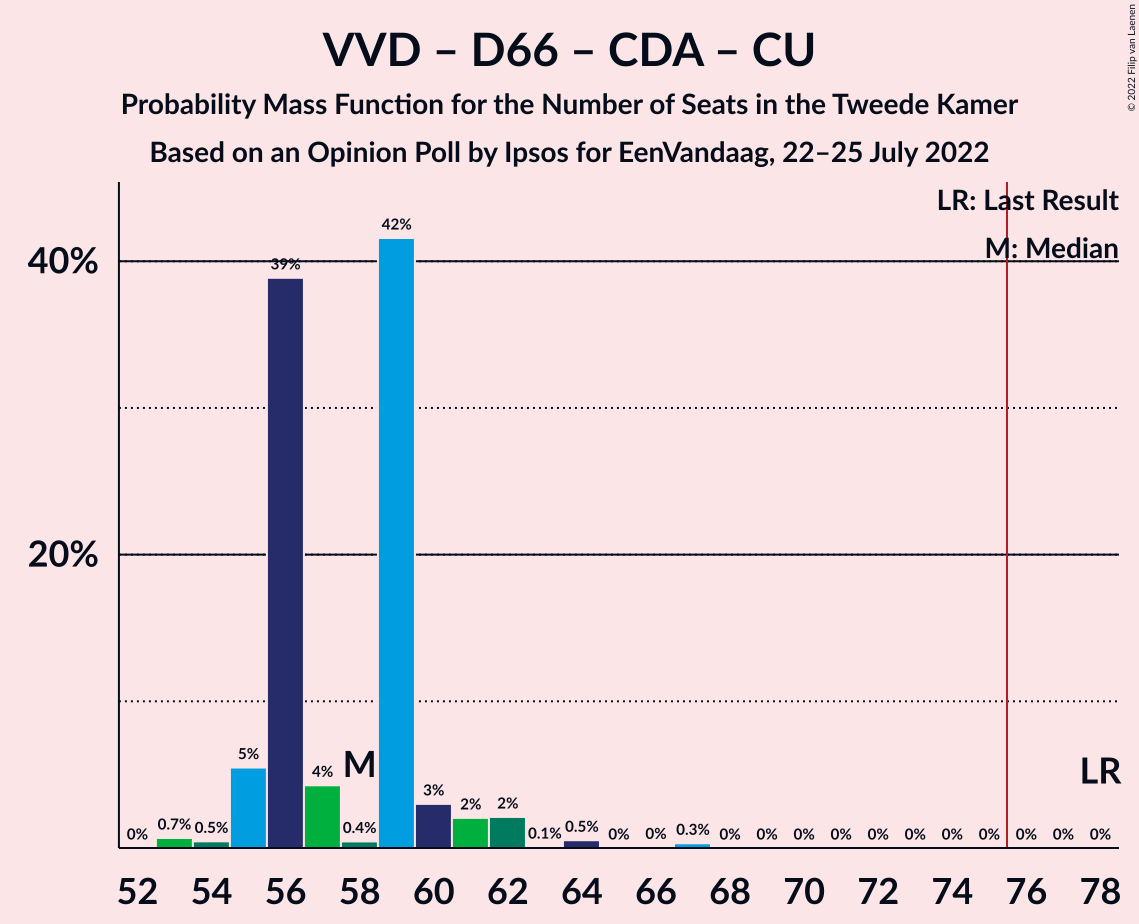 © 2022 Filip van Laenen
VVD – D66 – CDA – CU
Probability Mass Function for the Number of Seats in the Tweede Kamer
Based on an Opinion Poll by Ipsos for EenVandaag, 22–25 July 2022
LR: Last Result
M: Median
40%
20%
0% 0.7% 0.5% 5% 39% 4% 0.4% 42% 3% 2% 2% 0.1% 0.5% 0% 0% 0.3% 0% 0% 0% 0% 0% 0% 0% 0% 0% 0% 0%
M
LR
52 54 56 58 60 62 64 66 68 70 72 74 76 78